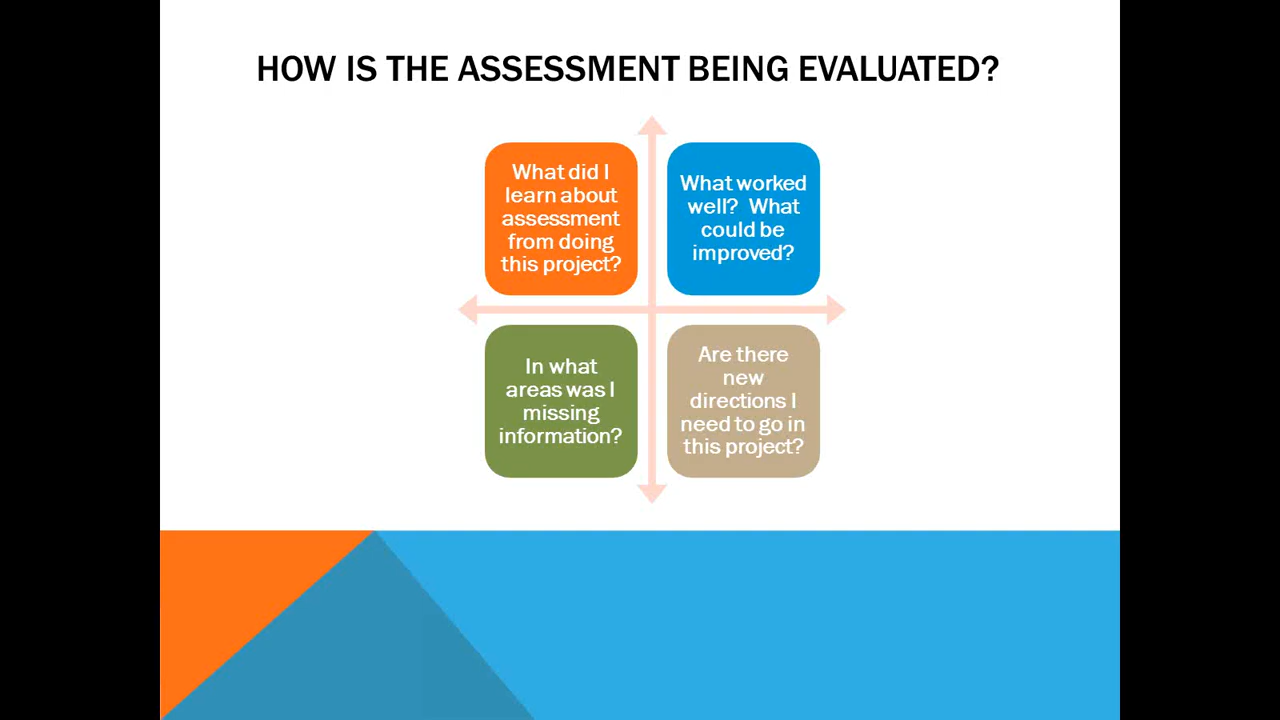 HOW IS THE ASSESSMENT BEING EVALUATED?
What did I
learn about
assessment
from doing
this project?
What worked
well?  What
could be
improved?
In what
areas was I
missing
information?
Are there
new
directions I
need to go in
this project?